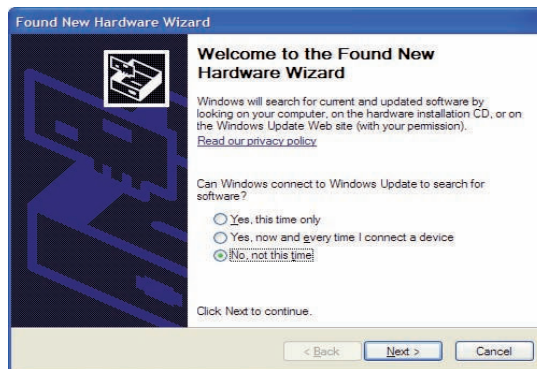 Found New Hardware Wizard
Welcome to the Found New
Hardware Wizard
Windows will search for current and updated software by
looking on your computer, on the hardware installation CD, or on
the Windows Update Web site (with your permission).
Read our privacy policy
Can Windows connect to Windows Update to search for
software?
Yes, this time only
Yes, now and every time I connect a device
No, not this time
Click Next to continue.
< Back Next > Cancel